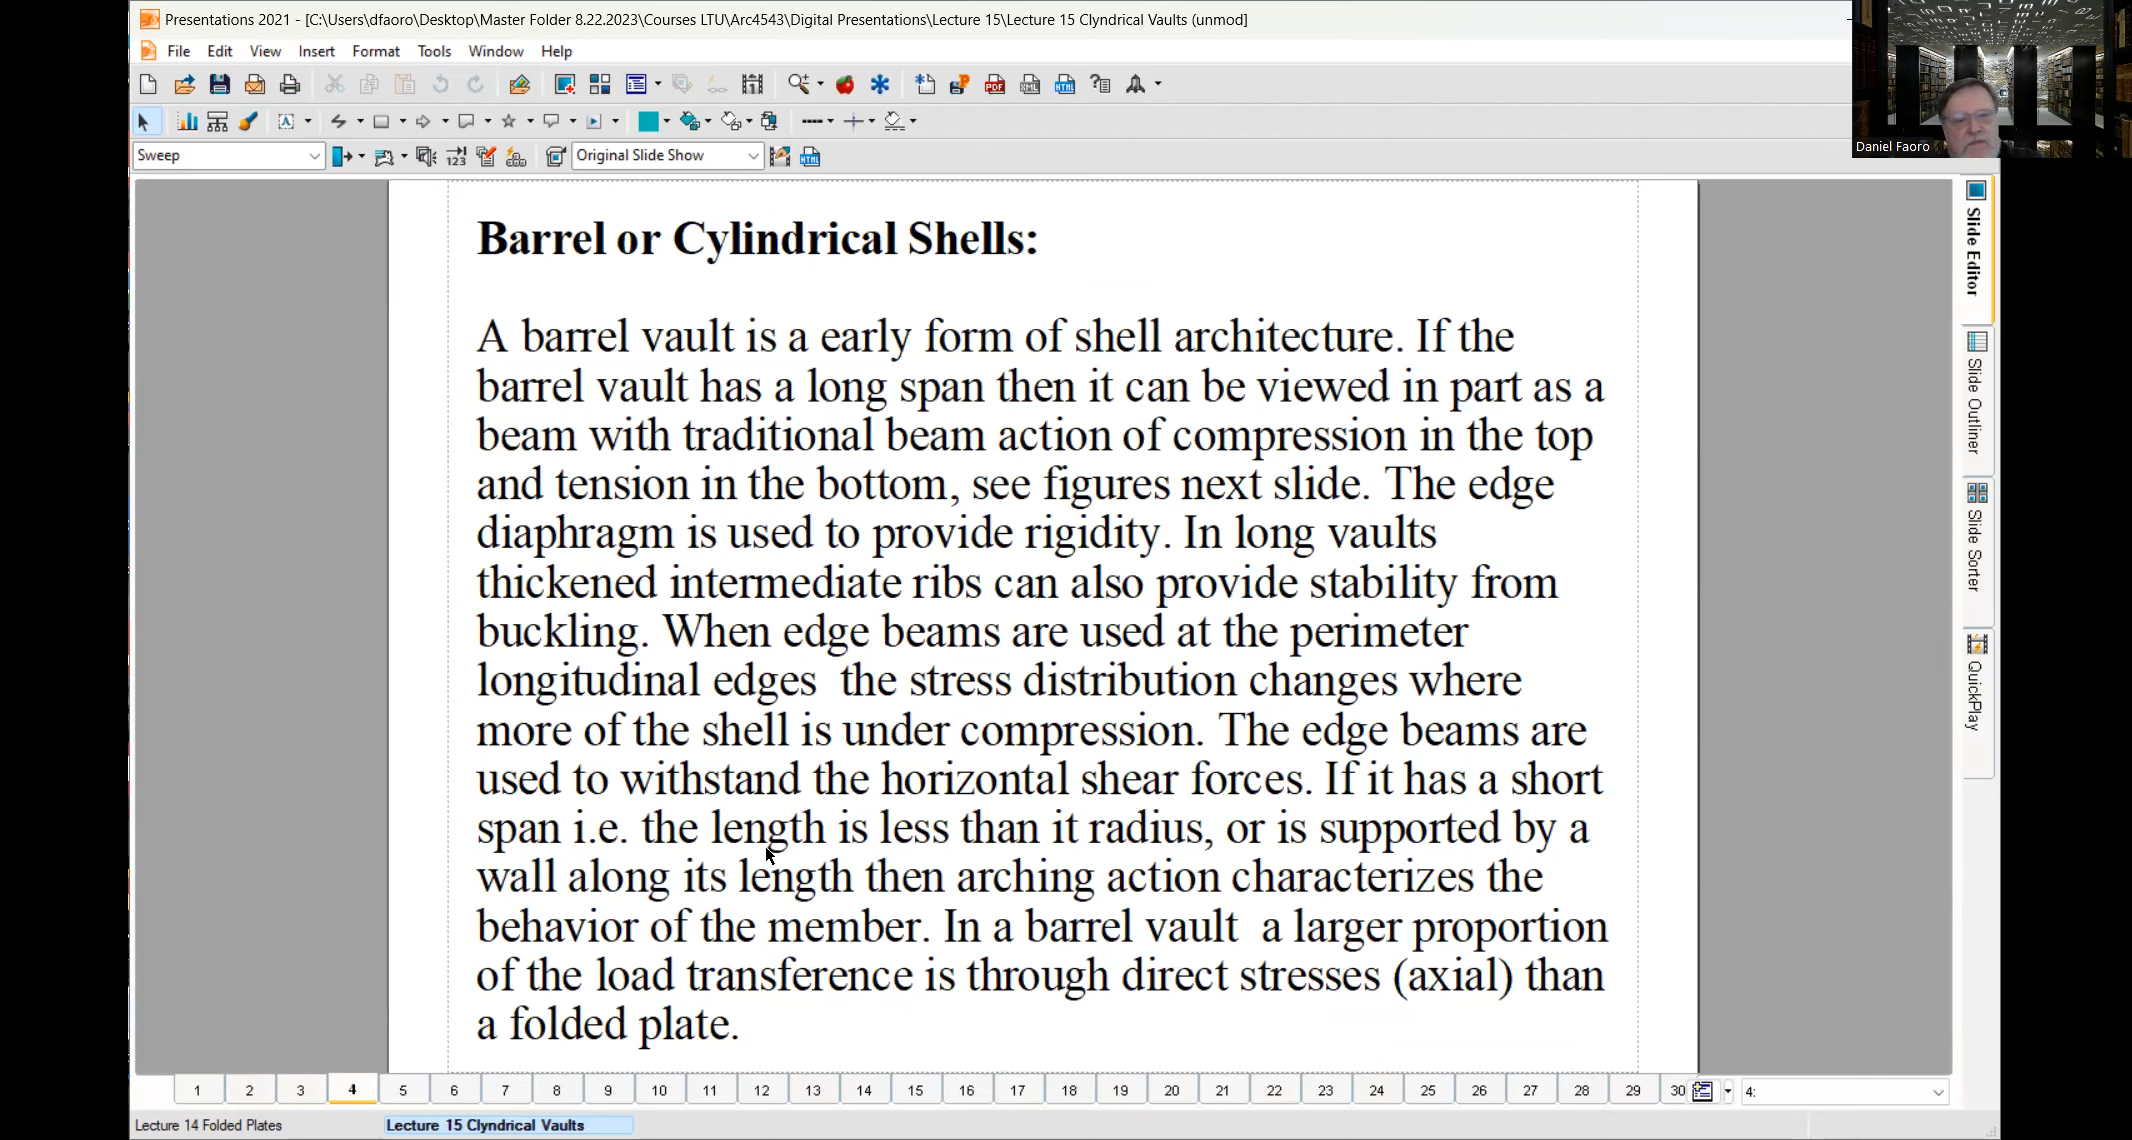 Presentations 2021 - [C:\Users\dfaoro\Desktop\Master Folder 8.22.2023\Courses LTU\Arc4543\Digital Presentations\Lecture 15\Lecture 15 Clyndrical Vaults (unmod]
File Edit View Insert Format Tools Window Help
Daniel Faoro
Sweep
Original Slide Show
Barrel or Cylindrical Shells:
A barrel vault is a early form of shell architecture. If the
barrel vault has a long span then it can be viewed in part as a
beam with traditional beam action of compression in the top
and tension in the bottom, see figures next slide. The edge
diaphragm is used to provide rigidity. In long vaults
thickened intermediate ribs can also provide stability from
buckling. When edge beams are used at the perimeter
longitudinal edges  the stress distribution changes where
more of the shell is under compression. The edge beams are
used to withstand the horizontal shear forces. If it has a short
span i.e. the length is less than it radius, or is supported by a
wall along its length then arching action characterizes the
behavior of the member. In a barrel vault  a larger proportion
of the load transference is through direct stresses (axial) than
a folded plate.
Slide Editor
Slide Outliner
Slide Sorter
QuickPlay
1 2 3 4 5 6 7 8 9 10 11 12 13 14 15 16 17 18 19 20 21 22 23 24 25 26 27 28 29 30
4:
Lecture 14 Folded Plates
Lecture 15 Clyndrical Vaults